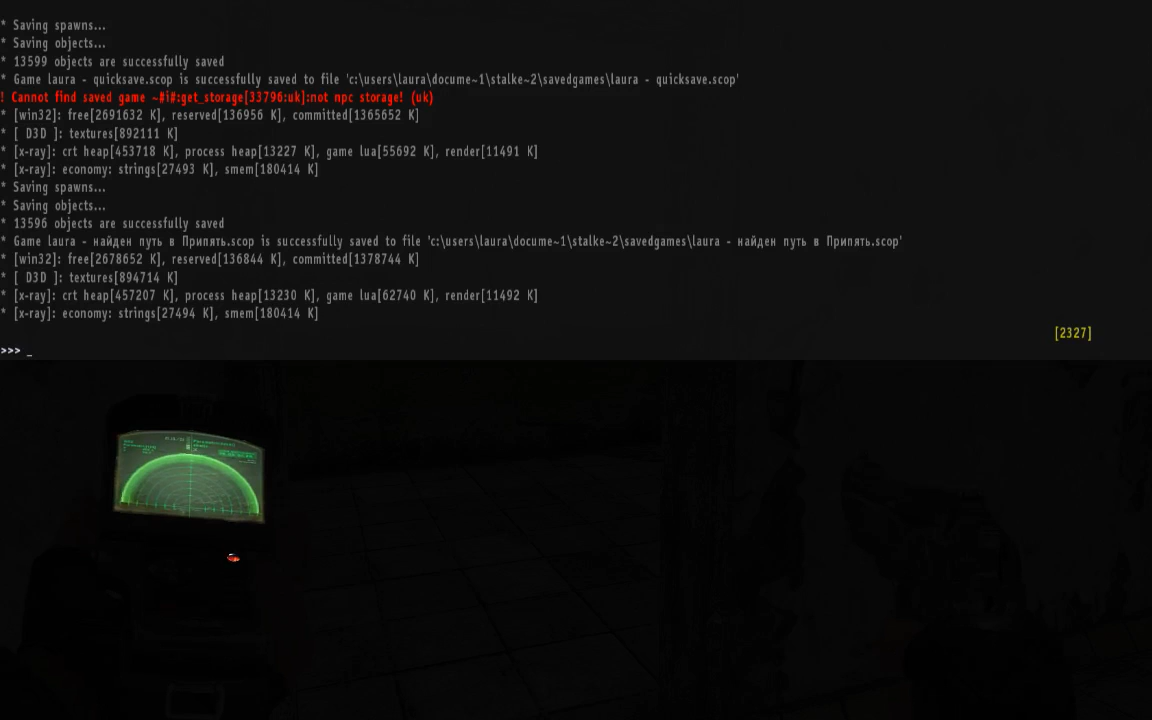 * Saving spawns...
* Saving objects...
* 13599 objects are successfully saved
* Game laura - quicksave.scop is successfully saved to file 'c:\users\laura\docume~1\stalke~2\savedgames\laura - quicksave.scop'
! Cannot find saved game ~#i#:get_storage[33796:uk]:not npc storage! (uk)
* [win32]: free[2691632 K], reserved[136956 K], committed[1365652 K]
* [ D3D ]: textures[892111 K]
* [x-ray]: crt heap[453718 K], process heap[13227 K], game lua[55692 K], render[11491 K]
* [x-ray]: economy: strings[27493 K], smem[180414 K]
* Saving spawns...
* Saving objects...
* 13596 objects are successfully saved
* Game laura - найден путь в Припять.scop is successfully saved to file 'c:\users\laura\docume~1\stalke~2\savedgames\laura - найден путь в Припять.scop'
* [win32]: free[2678652 K], reserved[136844 K], committed[1378744 K]
* [ D3D ]: textures[894714 K]
* [x-ray]: crt heap[457207 K], process heap[13230 K], game lua[62740 K], render[11492 K]
* [x-ray]: economy: strings[27494 K], smem[180414 K]
[2327]
>>> _